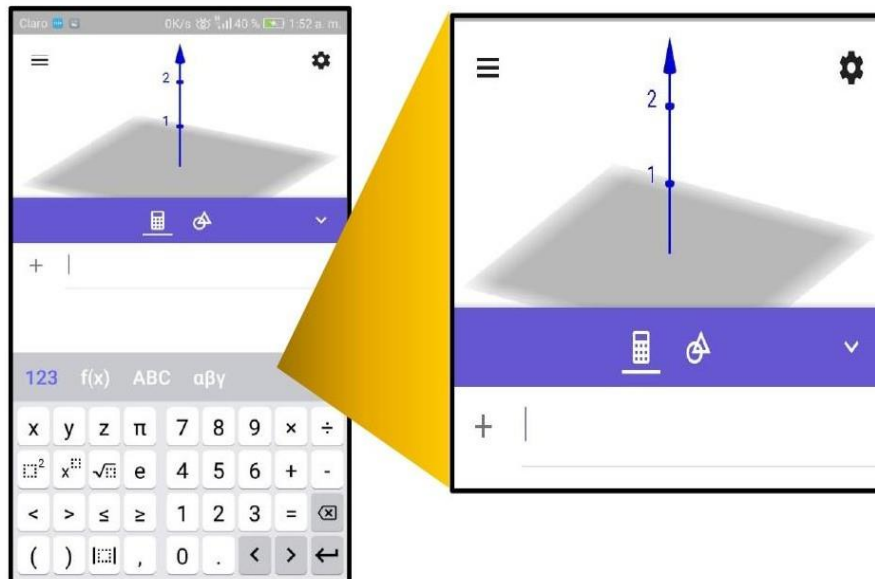 Claro 0K/s 40 % 1:52 a. m.
2
1
+
123 f(x) ABC αβγ
x y z π 7 8 9 × ÷
□² x□ √□ e 4 5 6 + -
< > ≤ ≥ 1 2 3 =
( ) |□| , 0 . < >
2
1
+